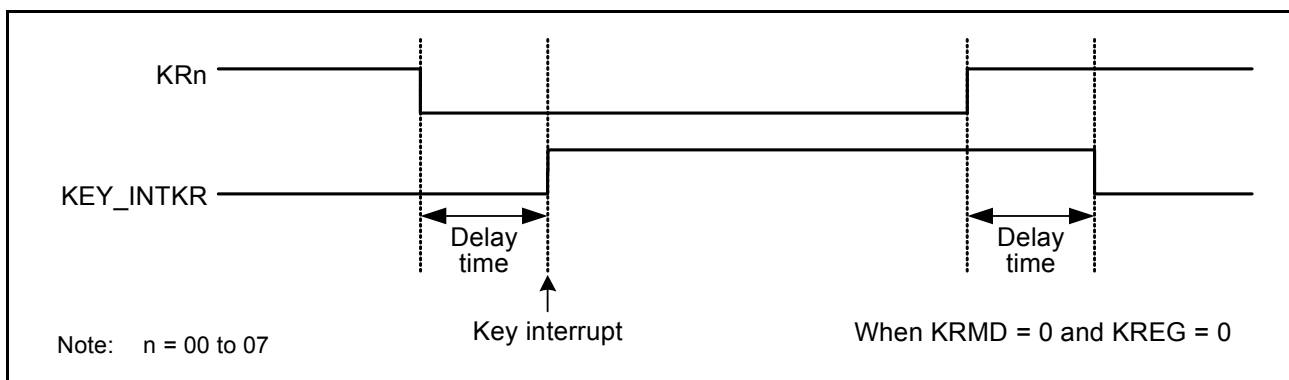 KRn
KEY_INTKR
Delay
time
Delay
time
Key interrupt
When KRMD = 0 and KREG = 0
Note: n = 00 to 07